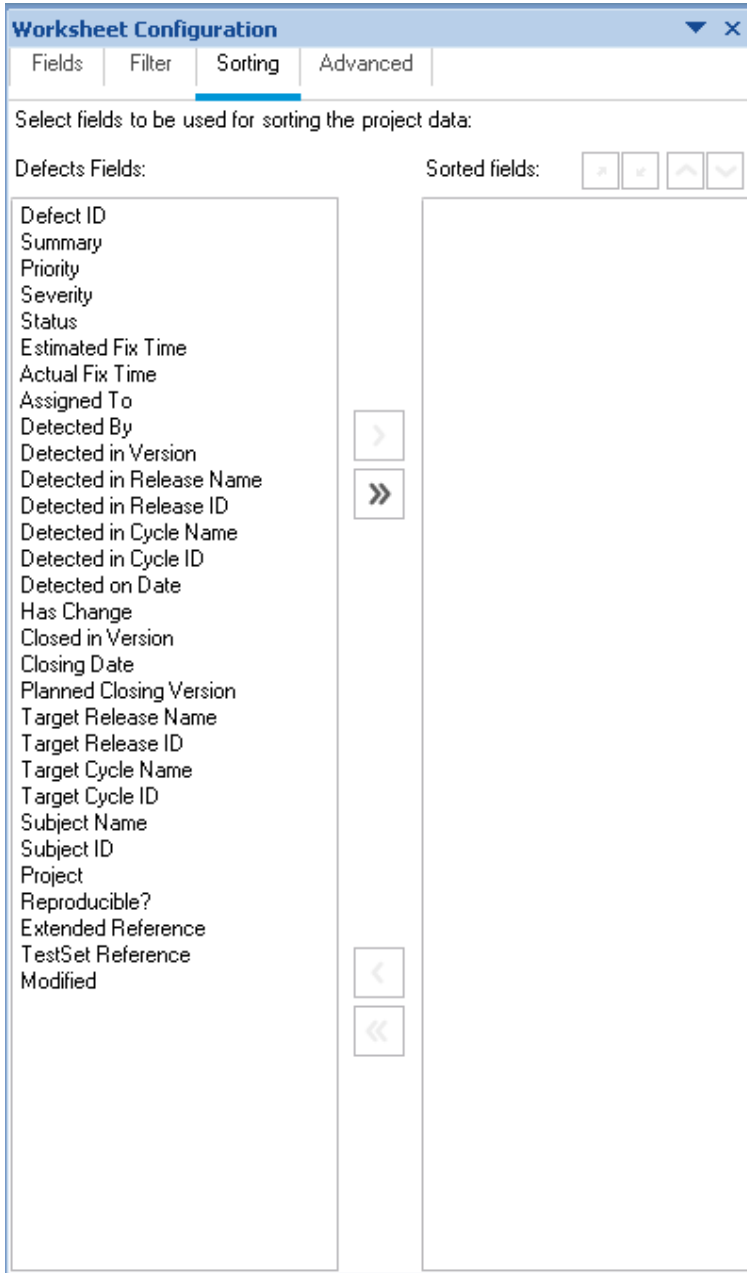 Worksheet Configuration
Fields Filter Sorting Advanced
Select fields to be used for sorting the project data:
Defects Fields: Sorted fields:
Defect ID
Summary
Priority
Severity
Status
Estimated Fix Time
Actual Fix Time
Assigned To
Detected By
Detected in Version
Detected in Release Name
Detected in Release ID
Detected in Cycle Name
Detected in Cycle ID
Detected on Date
Has Change
Closed in Version
Closing Date
Planned Closing Version
Target Release Name
Target Release ID
Target Cycle Name
Target Cycle ID
Subject Name
Subject ID
Project
Reproducible?
Extended Reference
TestSet Reference
Modified